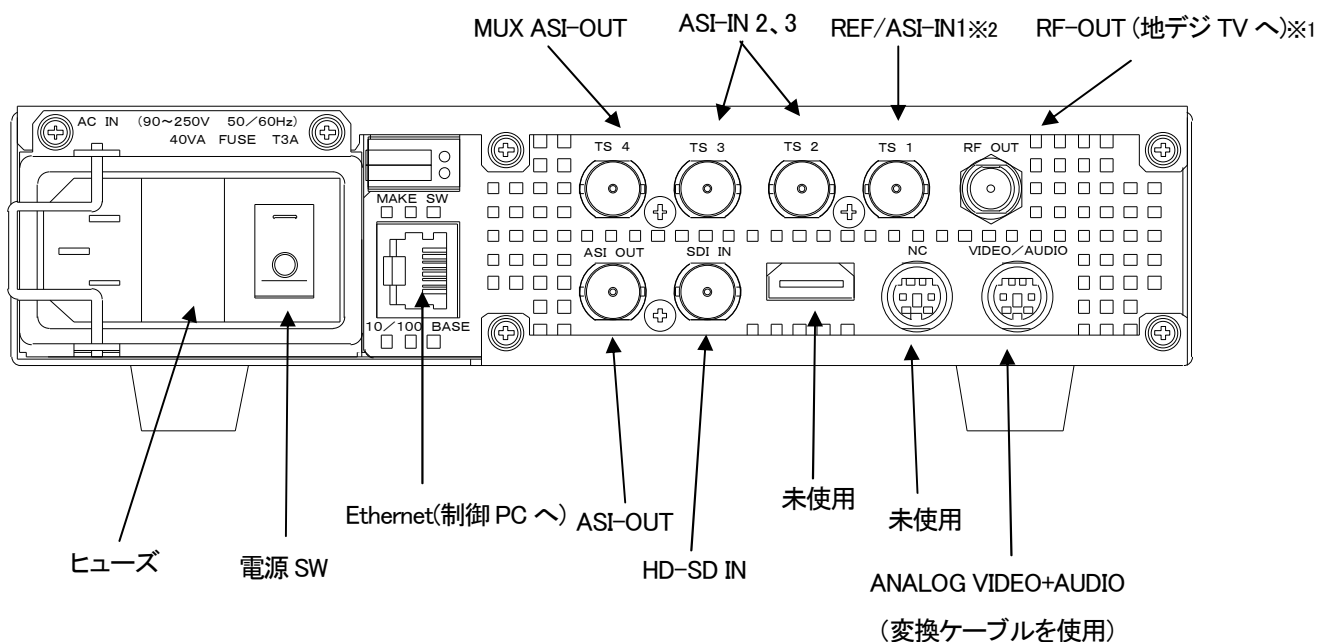 MUX ASI-OUT
ASI-IN 2、3
REF/ASI-IN1※2
RF-OUT (地デジ TV へ)※1
AC IN (90～250V 50／60Hz)
40VA FUSE T3A
TS 4
TS 3
TS 2
TS 1
RF OUT
MAKE SW
ASI OUT
SDI IN
NC
VIDEO／AUDIO
10／100 BASE
Ethernet(制御 PC へ)
ASI-OUT
未使用
未使用
ヒューズ
電源 SW
HD-SD IN
ANALOG VIDEO+AUDIO
（変換ケーブルを使用）